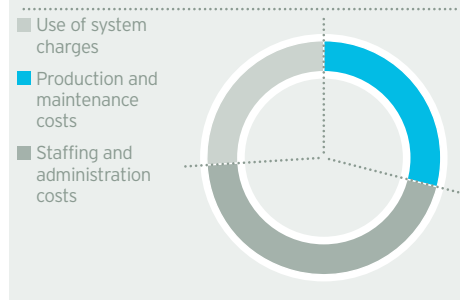 Use of system
charges
Production and
maintenance
costs
Staffing and
administration
costs